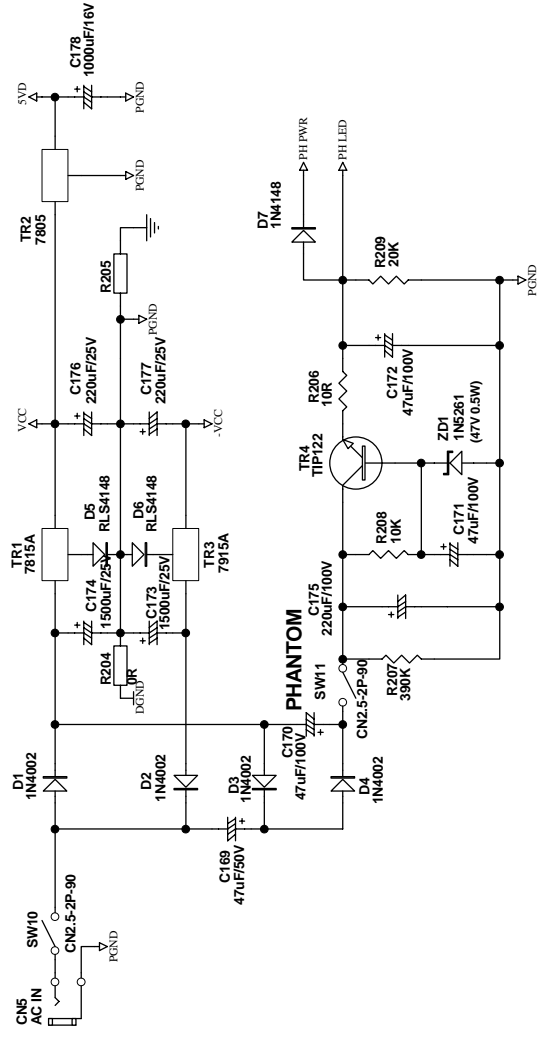 CN5
AC IN
SW10
CN2.5-2P-90
PGND
D1
1N4002
D2
1N4002
C169
47uF/50V
D3
1N4002
D4
1N4002
C170
47uF/100V
PHANTOM
SW11
CN2.5-2P-90
R204
0R
DGND
C174
1500uF/25V
C173
1500uF/25V
TR1
7815A
D5
RLS4148
D6
RLS4148
TR3
7915A
VCC
C176
220uF/25V
C177
220uF/25V
-VCC
PGND
R205
TR2
7805
PGND
5VD
C178
1000uF/16V
PGND
R207
390K
C175
220uF/100V
R208
10K
C171
47uF/100V
TR4
TIP122
ZD1
1N5261
(47V 0.5W)
R206
10R
C172
47uF/100V
R209
20K
D7
1N4148
PH PWR
PH LED
PGND